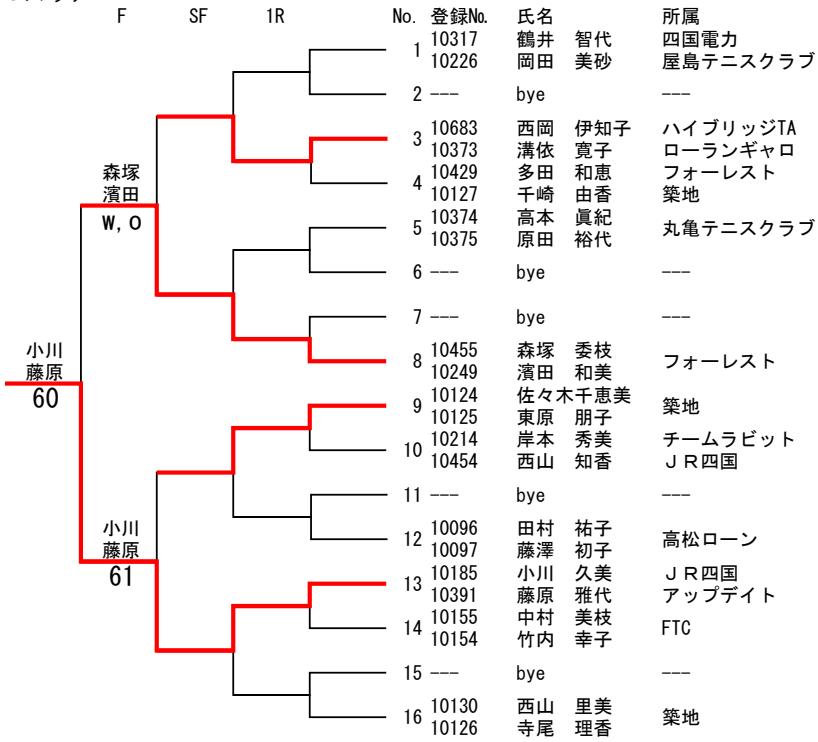 F SF 1R No. 登録No. 氏名 所属
1 10317 鶴井 智代 四国電力
10226 岡田 美砂 屋島テニスクラブ
2 --- bye ---
3 10683 西岡 伊知子 ハイブリッジTA
10373 溝依 寛子 ローランギャロ
4 10429 多田 和恵 フォーレスト
10127 千崎 由香 築地
5 10374 高本 眞紀 丸亀テニスクラブ
10375 原田 裕代
6 --- bye ---
7 --- bye ---
8 10455 森塚 委枝 フォーレスト
10249 濱田 和美
9 10124 佐々木千恵美 築地
10125 東原 朋子
10 10214 岸本 秀美 チームラビット
10454 西山 知香 JR四国
11 --- bye ---
12 10096 田村 祐子 高松ローン
10097 藤澤 初子
13 10185 小川 久美 JR四国
10391 藤原 雅代 アップデイト
14 10155 中村 美枝 FTC
10154 竹内 幸子
15 --- bye ---
16 10130 西山 里美 築地
10126 寺尾 理香
森塚
濱田
W,O
小川
藤原
60
小川
藤原
61